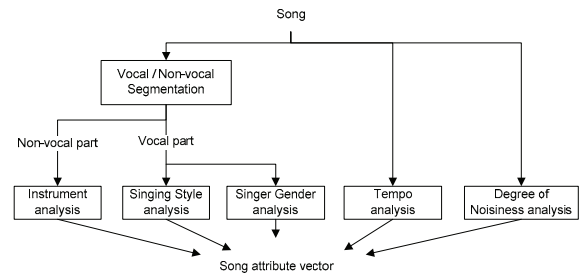 Song
Vocal / Non-vocal
Segmentation
Non-vocal part
Vocal part
Instrument
analysis
Singing Style
analysis
Singer Gender
analysis
Tempo
analysis
Degree of
Noisiness analysis
Song attribute vector